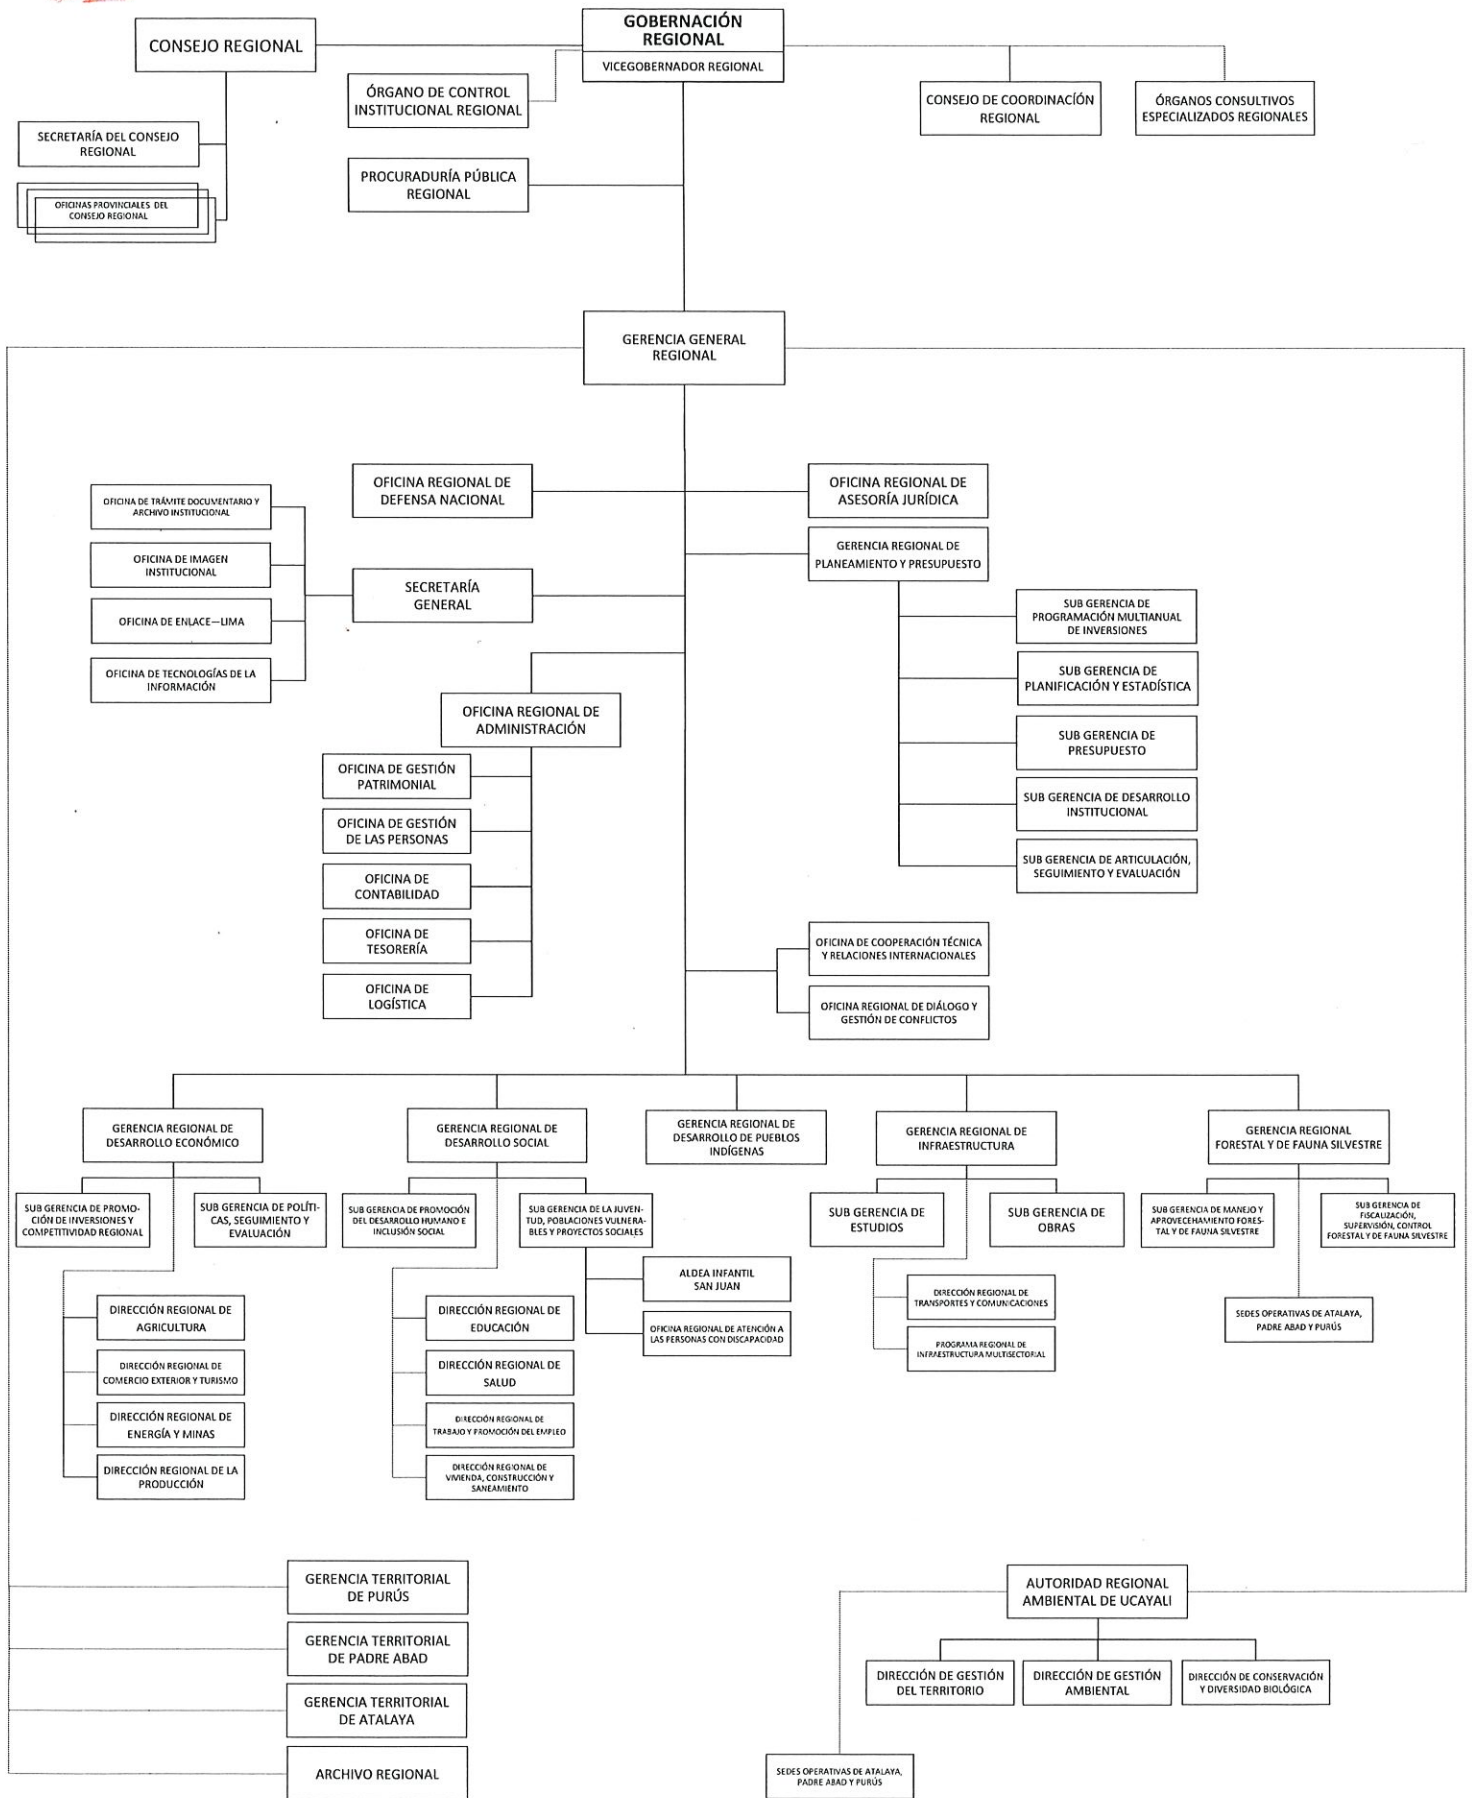 CONSEJO REGIONAL
GOBERNACIÓN
REGIONAL
VICEGOBERNADOR REGIONAL
ÓRGANO DE CONTROL
INSTITUCIONAL REGIONAL
CONSEJO DE COORDINACÍÓN
REGIONAL
ÓRGANOS CONSULTIVOS
ESPECIALIZADOS REGIONALES
SECRETARÍA DEL CONSEJO
REGIONAL
PROCURADURÍA PÚBLICA
REGIONAL
OFICINAS PROVINCIALES DEL
CONSEJO REGIONAL
GERENCIA GENERAL
REGIONAL
OFICINA REGIONAL DE
DEFENSA NACIONAL
OFICINA REGIONAL DE
ASESORÍA JURÍDICA
OFICINA DE TRÁMITE DOCUMENTARIO Y
ARCHIVO INSTITUCIONAL
OFICINA DE IMAGEN
INSTITUCIONAL
OFICINA DE ENLACE—LIMA
OFICINA DE TECNOLOGÍAS DE LA
INFORMACIÓN
SECRETARÍA
GENERAL
GERENCIA REGIONAL DE
PLANEAMIENTO Y PRESUPUESTO
SUB GERENCIA DE
PROGRAMACIÓN MULTIANUAL
DE INVERSIONES
SUB GERENCIA DE
PLANIFICACIÓN Y ESTADÍSTICA
SUB GERENCIA DE
PRESUPUESTO
SUB GERENCIA DE DESARROLLO
INSTITUCIONAL
SUB GERENCIA DE ARTICULACIÓN,
SEGUIMIENTO Y EVALUACIÓN
OFICINA REGIONAL DE
ADMINISTRACIÓN
OFICINA DE GESTIÓN
PATRIMONIAL
OFICINA DE GESTIÓN
DE LAS PERSONAS
OFICINA DE
CONTABILIDAD
OFICINA DE
TESORERÍA
OFICINA DE
LOGÍSTICA
OFICINA DE COOPERACIÓN TÉCNICA
Y RELACIONES INTERNACIONALES
OFICINA REGIONAL DE DIÁLOGO Y
GESTIÓN DE CONFLICTOS
GERENCIA REGIONAL DE
DESARROLLO ECONÓMICO
GERENCIA REGIONAL DE
DESARROLLO SOCIAL
GERENCIA REGIONAL DE
DESARROLLO DE PUEBLOS
INDÍGENAS
GERENCIA REGIONAL DE
INFRAESTRUCTURA
GERENCIA REGIONAL
FORESTAL Y DE FAUNA SILVESTRE
SUB GERENCIA DE PROMO-
CIÓN DE INVERSIONES Y
COMPETITIVIDAD REGIONAL
SUB GERENCIA DE POLÍTI-
CAS, SEGUIMIENTO Y
EVALUACIÓN
SUB GERENCIA DE PROMOCIÓN
DEL DESARROLLO HUMANO E
INCLUSIÓN SOCIAL
SUB GERENCIA DE LA JUVEN-
TUD, POBLACIONES VULNERA-
BLES Y PROYECTOS SOCIALES
SUB GERENCIA DE
ESTUDIOS
SUB GERENCIA DE
OBRAS
SUB GERENCIA DE MANEJO Y
APROVECHAMIENTO FORES-
TAL Y DE FAUNA SILVESTRE
SUB GERENCIA DE
FISCALIZACIÓN,
SUPERVISIÓN, CONTROL
FORESTAL Y DE FAUNA SILVESTRE
DIRECCIÓN REGIONAL DE
AGRICULTURA
DIRECCIÓN REGIONAL DE
COMERCIO EXTERIOR Y TURISMO
DIRECCIÓN REGIONAL DE
ENERGÍA Y MINAS
DIRECCIÓN REGIONAL DE LA
PRODUCCIÓN
DIRECCIÓN REGIONAL DE
EDUCACIÓN
DIRECCIÓN REGIONAL DE
SALUD
DIRECCIÓN REGIONAL DE
TRABAJO Y PROMOCIÓN DEL EMPLEO
DIRECCIÓN REGIONAL DE
VIVIENDA, CONSTRUCCIÓN Y
SANEAMIENTO
ALDEA INFANTIL
SAN JUAN
OFICINA REGIONAL DE ATENCIÓN A
LAS PERSONAS CON DISCAPACIDAD
DIRECCIÓN REGIONAL DE
TRANSPORTES Y COMUNICACIONES
PROGRAMA REGIONAL DE
INFRAESTRUCTURA MULTISECTORIAL
SEDES OPERATIVAS DE ATALAYA,
PADRE ABAD Y PURÚS
GERENCIA TERRITORIAL
DE PURÚS
GERENCIA TERRITORIAL
DE PADRE ABAD
GERENCIA TERRITORIAL
DE ATALAYA
ARCHIVO REGIONAL
AUTORIDAD REGIONAL
AMBIENTAL DE UCAYALI
DIRECCIÓN DE GESTIÓN
DEL TERRITORIO
DIRECCIÓN DE GESTIÓN
AMBIENTAL
DIRECCIÓN DE CONSERVACIÓN
Y DIVERSIDAD BIOLÓGICA
SEDES OPERATIVAS DE ATALAYA,
PADRE ABAD Y PURÚS